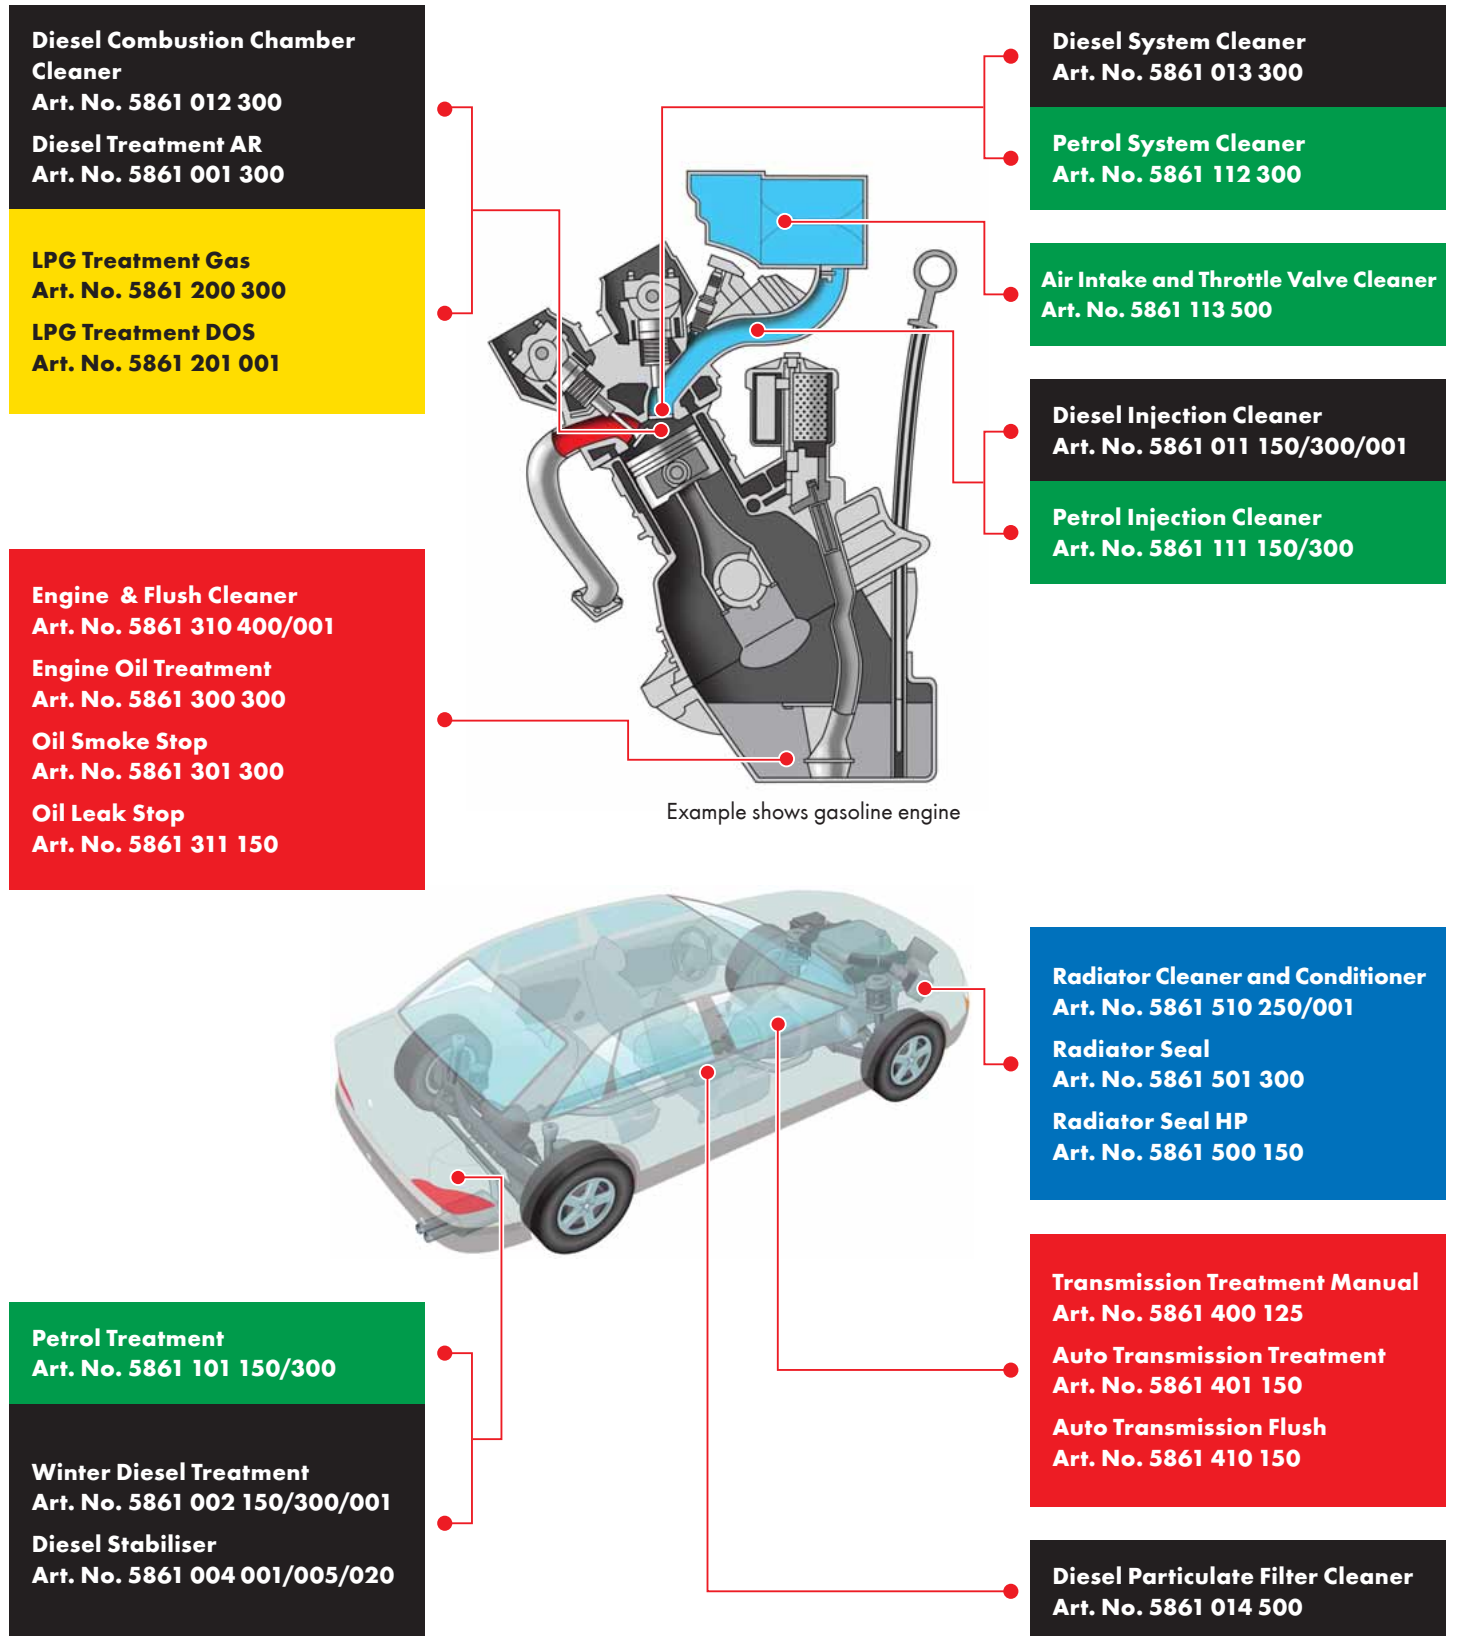 Diesel Combustion Chamber
Cleaner
Art. No. 5861 012 300
Diesel Treatment AR
Art. No. 5861 001 300
LPG Treatment Gas
Art. No. 5861 200 300
LPG Treatment DOS
Art. No. 5861 201 001
Engine & Flush Cleaner
Art. No. 5861 310 400/001
Engine Oil Treatment
Art. No. 5861 300 300
Oil Smoke Stop
Art. No. 5861 301 300
Oil Leak Stop
Art. No. 5861 311 150
Diesel System Cleaner
Art. No. 5861 013 300
Petrol System Cleaner
Art. No. 5861 112 300
Air Intake and Throttle Valve Cleaner
Art. No. 5861 113 500
Diesel Injection Cleaner
Art. No. 5861 011 150/300/001
Petrol Injection Cleaner
Art. No. 5861 111 150/300
Example shows gasoline engine
Radiator Cleaner and Conditioner
Art. No. 5861 510 250/001
Radiator Seal
Art. No. 5861 501 300
Radiator Seal HP
Art. No. 5861 500 150
Transmission Treatment Manual
Art. No. 5861 400 125
Auto Transmission Treatment
Art. No. 5861 401 150
Auto Transmission Flush
Art. No. 5861 410 150
Petrol Treatment
Art. No. 5861 101 150/300
Winter Diesel Treatment
Art. No. 5861 002 150/300/001
Diesel Stabiliser
Art. No. 5861 004 001/005/020
Diesel Particulate Filter Cleaner
Art. No. 5861 014 500